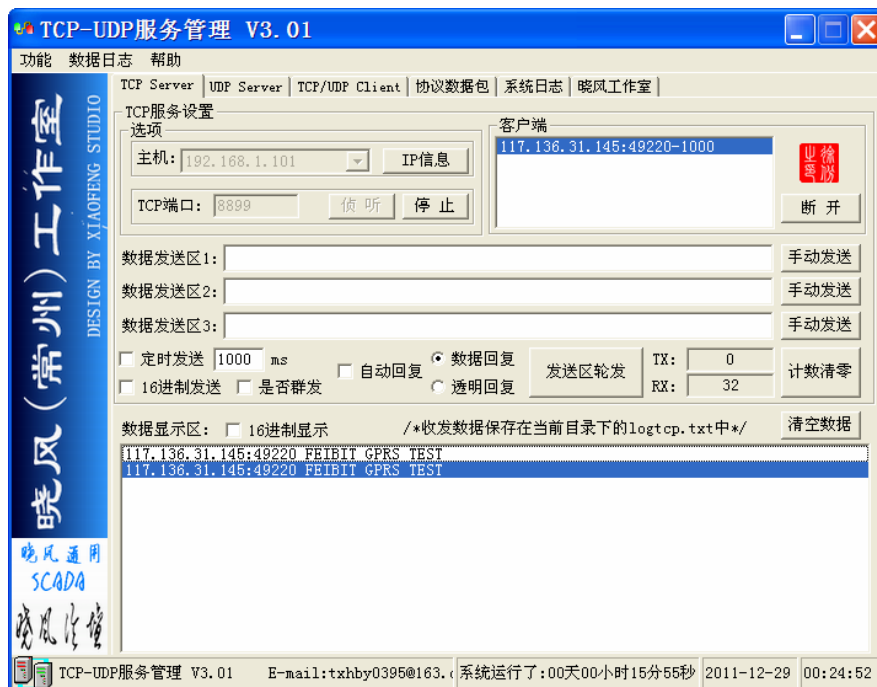 TCP-UDP服务管理 V3.01
功能 数据日志 帮助
TCP Server UDP Server TCP/UDP Client 协议数据包 系统日志 晓风工作室
TCP服务设置
选项
客户端
主机: 192.168.1.101 IP信息
117.136.31.145:49220-1000
TCP端口: 8899 侦 听 停 止
断 开
数据发送区1: 手动发送
数据发送区2: 手动发送
数据发送区3: 手动发送
定时发送 1000 ms 自动回复 数据回复 发送区轮发 TX: 0 计数清零
16进制发送 是否群发 透明回复 RX: 32
数据显示区: 16进制显示 /*收发数据保存在当前目录下的logtcp.txt中*/ 清空数据
117.136.31.145:49220 FEIBIT GPRS TEST
117.136.31.145:49220 FEIBIT GPRS TEST
晓风(常州)工作室
DESIGN BY XIAOFENG STUDIO
晓风通用
SCADA
晓风论坛
TCP-UDP服务管理 V3.01 E-mail:txhby0395@163. 系统运行了:00天00小时15分55秒 2011-12-29 00:24:52